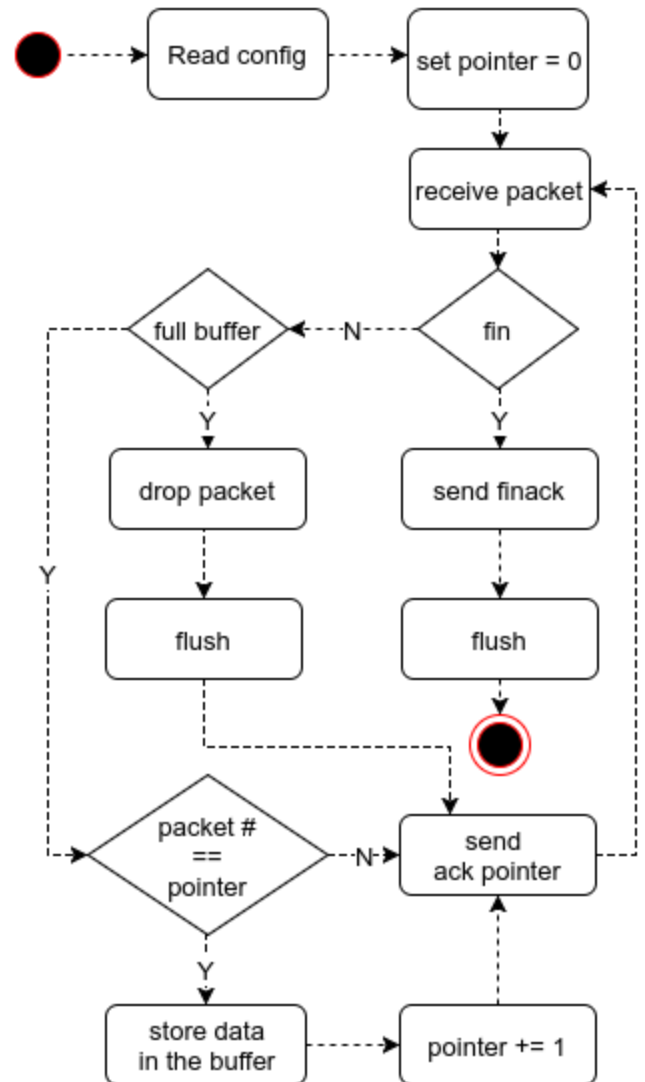 Read config
set pointer = 0
receive packet
full buffer
N
fin
Y
Y
drop packet
send finack
Y
flush
flush
packet #
==
pointer
N
send
ack pointer
Y
store data
in the buffer
pointer += 1